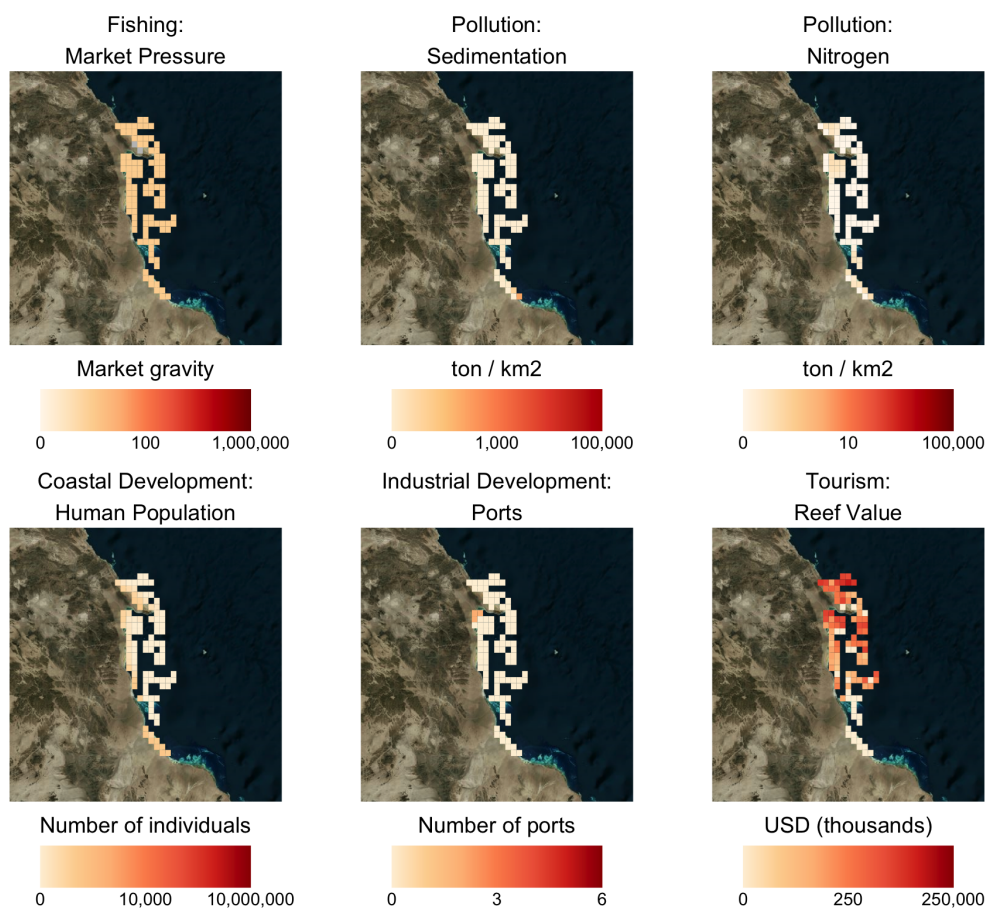 Fishing:
Market Pressure
Pollution:
Sedimentation
Pollution:
Nitrogen
Market gravity
0 100 1,000,000
ton / km2
0 1,000 100,000
ton / km2
0 10 100,000
Coastal Development:
Human Population
Industrial Development:
Ports
Tourism:
Reef Value
Number of individuals
0 10,000 10,000,000
Number of ports
0 3 6
USD (thousands)
0 250 250,000